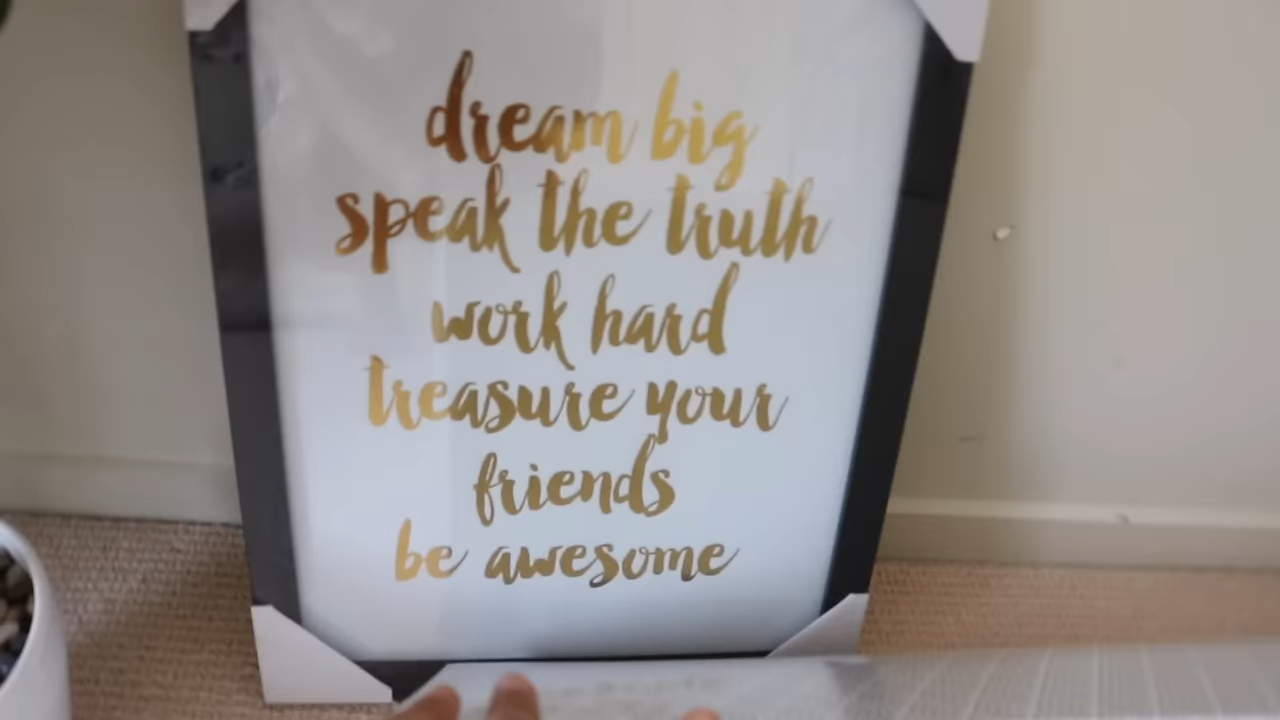 dream big
speak the truth
work hard
treasure your
friends
be awesome